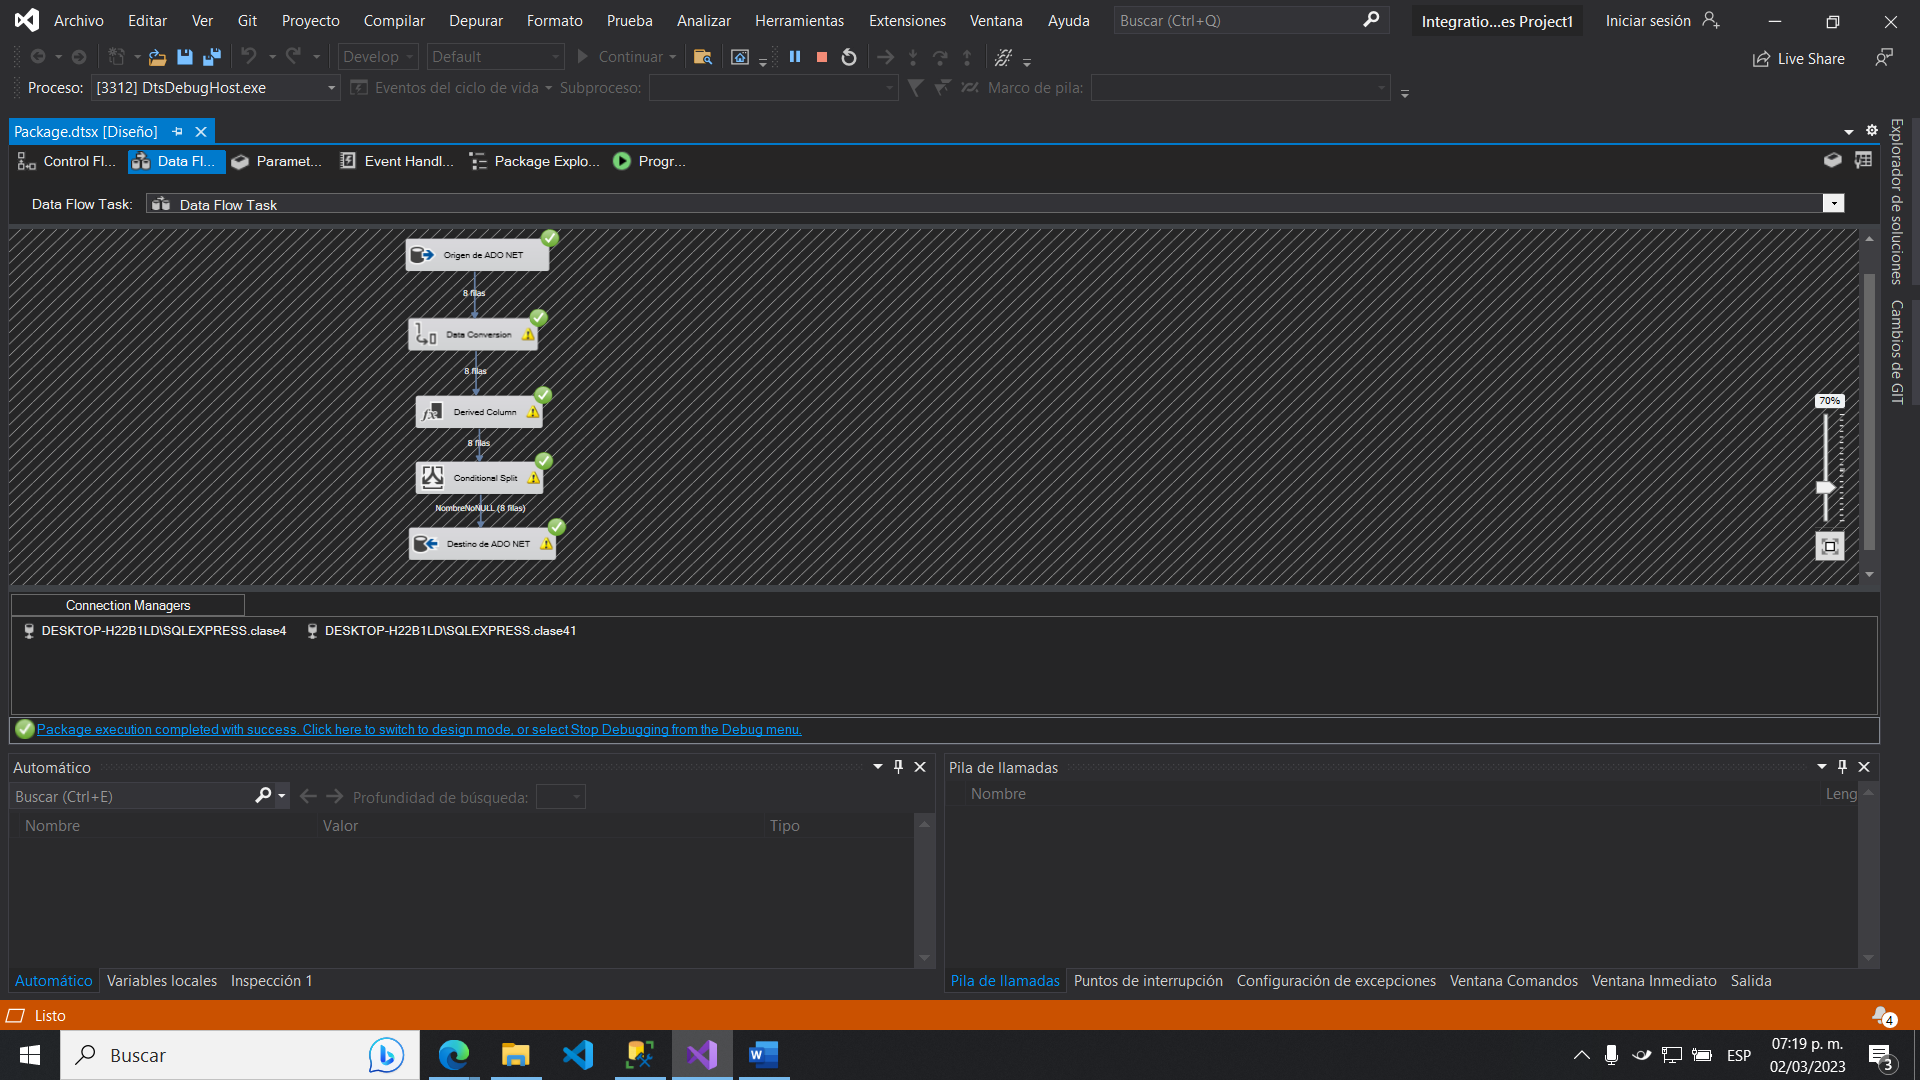 Archivo Editar Ver Git Proyecto Compilar Depurar Formato Prueba Analizar Herramientas Extensiones Ventana Ayuda Buscar (Ctrl+Q) Integratio...es Project1 Iniciar sesión
Develop Default Continuar Live Share
Proceso: [3312] DtsDebugHost.exe Eventos del ciclo de vida Subproceso: Marco de pila:
Package.dtsx [Diseño]
Control Fl... Data Fl... Paramet... Event Handl... Package Explo... Progr...
Data Flow Task: Data Flow Task
Origen de ADO NET
8 filas
Data Conversion
8 filas
Derived Column
8 filas
Conditional Split
NombreNoNULL (8 filas)
Destino de ADO NET
70%
Explorador de soluciones
Cambios de GIT
Connection Managers
DESKTOP-H22B1LD\SQLEXPRESS.clase4 DESKTOP-H22B1LD\SQLEXPRESS.clase41
Package execution completed with success. Click here to switch to design mode, or select Stop Debugging from the Debug menu.
Automático
Buscar (Ctrl+E) Profundidad de búsqueda:
Nombre Valor Tipo
Automático Variables locales Inspección 1
Pila de llamadas
Nombre Leng
Pila de llamadas Puntos de interrupción Configuración de excepciones Ventana Comandos Ventana Inmediato Salida
Listo 4
Buscar ESP 07:19 p. m.
02/03/2023 3